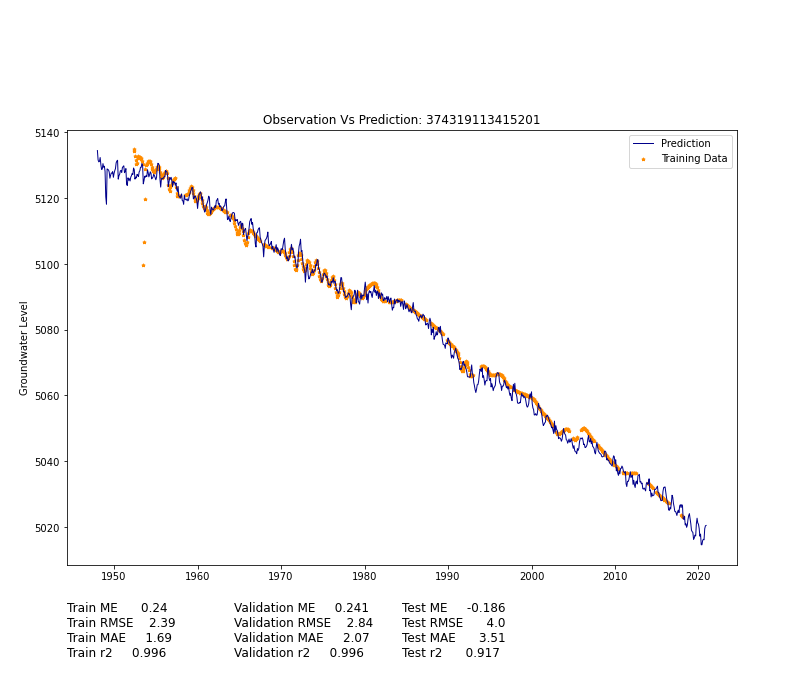 Observation Vs Prediction: 374319113415201
Prediction
Training Data
5140
5120
5100
5080
5060
5040
5020
Groundwater Level
1950 1960 1970 1980 1990 2000 2010 2020
Train ME 0.24 Validation ME 0.241 Test ME -0.186
Train RMSE 2.39 Validation RMSE 2.84 Test RMSE 4.0
Train MAE 1.69 Validation MAE 2.07 Test MAE 3.51
Train r2 0.996 Validation r2 0.996 Test r2 0.917